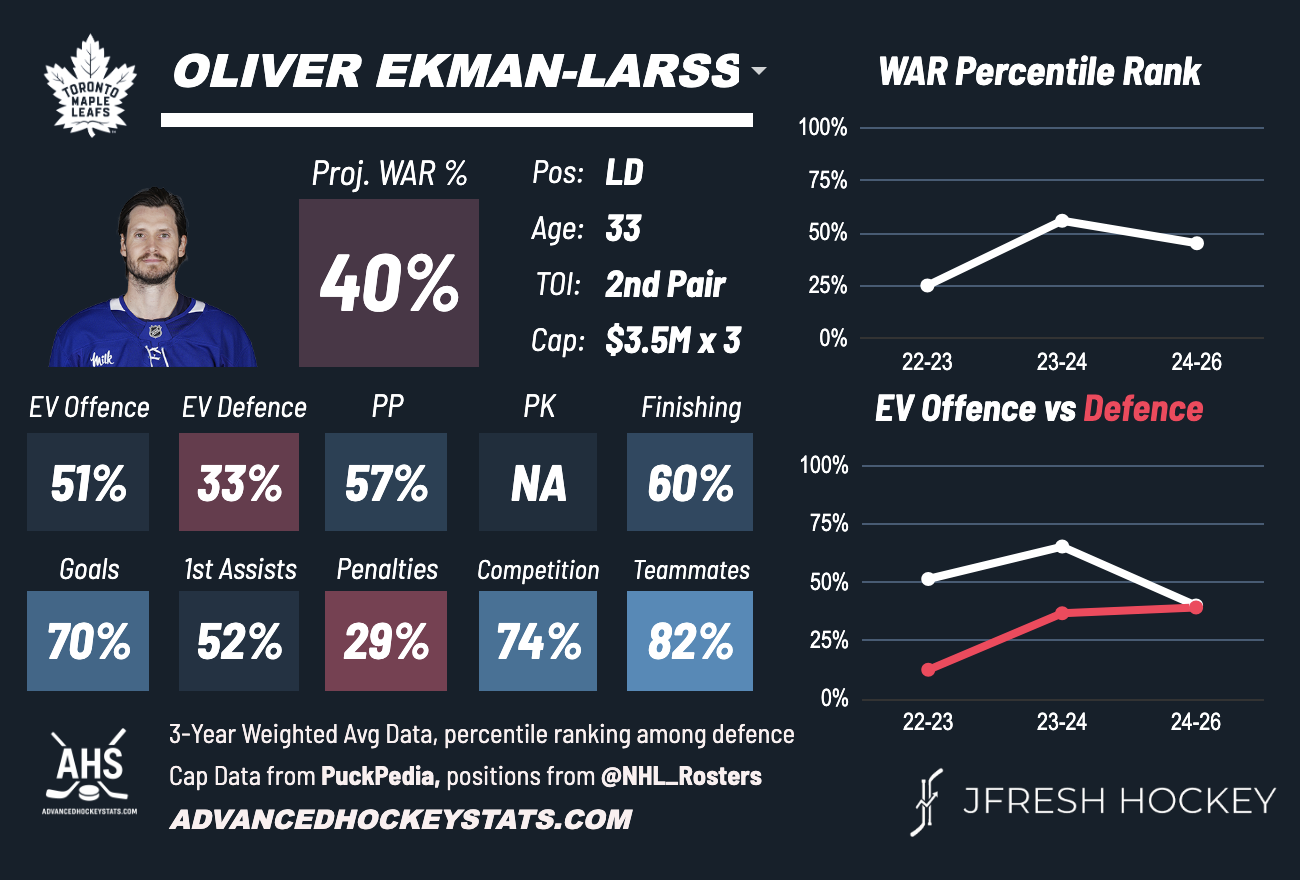 TORONTO
MAPLE
LEAFS
OLIVER EKMAN-LARSS
Proj. WAR %
40%
Pos: LD
Age: 33
TOI: 2nd Pair
Cap: $3.5M x 3
Milk
EV Offence EV Defence PP PK Finishing
51% 33% 57% NA 60%
Goals 1st Assists Penalties Competition Teammates
70% 52% 29% 74% 82%
WAR Percentile Rank
100%
75%
50%
25%
0%
22-23 23-24 24-26
EV Offence vs Defence
100%
75%
50%
25%
0%
22-23 23-24 24-26
AHS
ADVANCEDHOCKEYSTATS.COM
3-Year Weighted Avg Data, percentile ranking among defence
Cap Data from PuckPedia, positions from @NHL_Rosters
ADVANCEDHOCKEYSTATS.COM
JFRESH HOCKEY